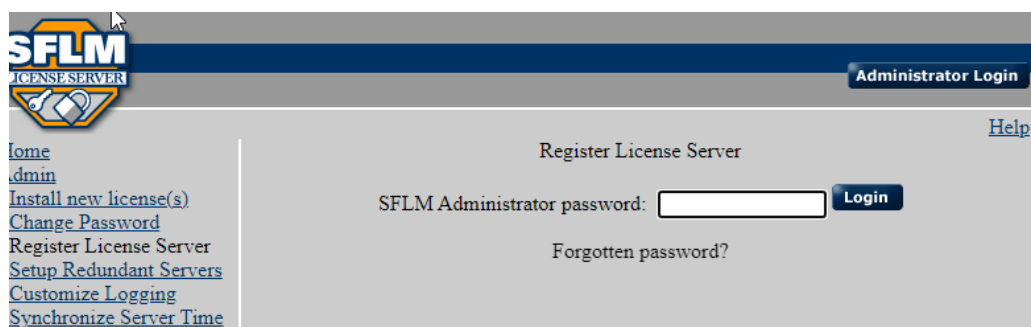 SFLM
LICENSE SERVER
Administrator Login
Help
Home
Admin
Install new license(s)
Change Password
Register License Server
Setup Redundant Servers
Customize Logging
Synchronize Server Time
Register License Server
SFLM Administrator password:
Login
Forgotten password?